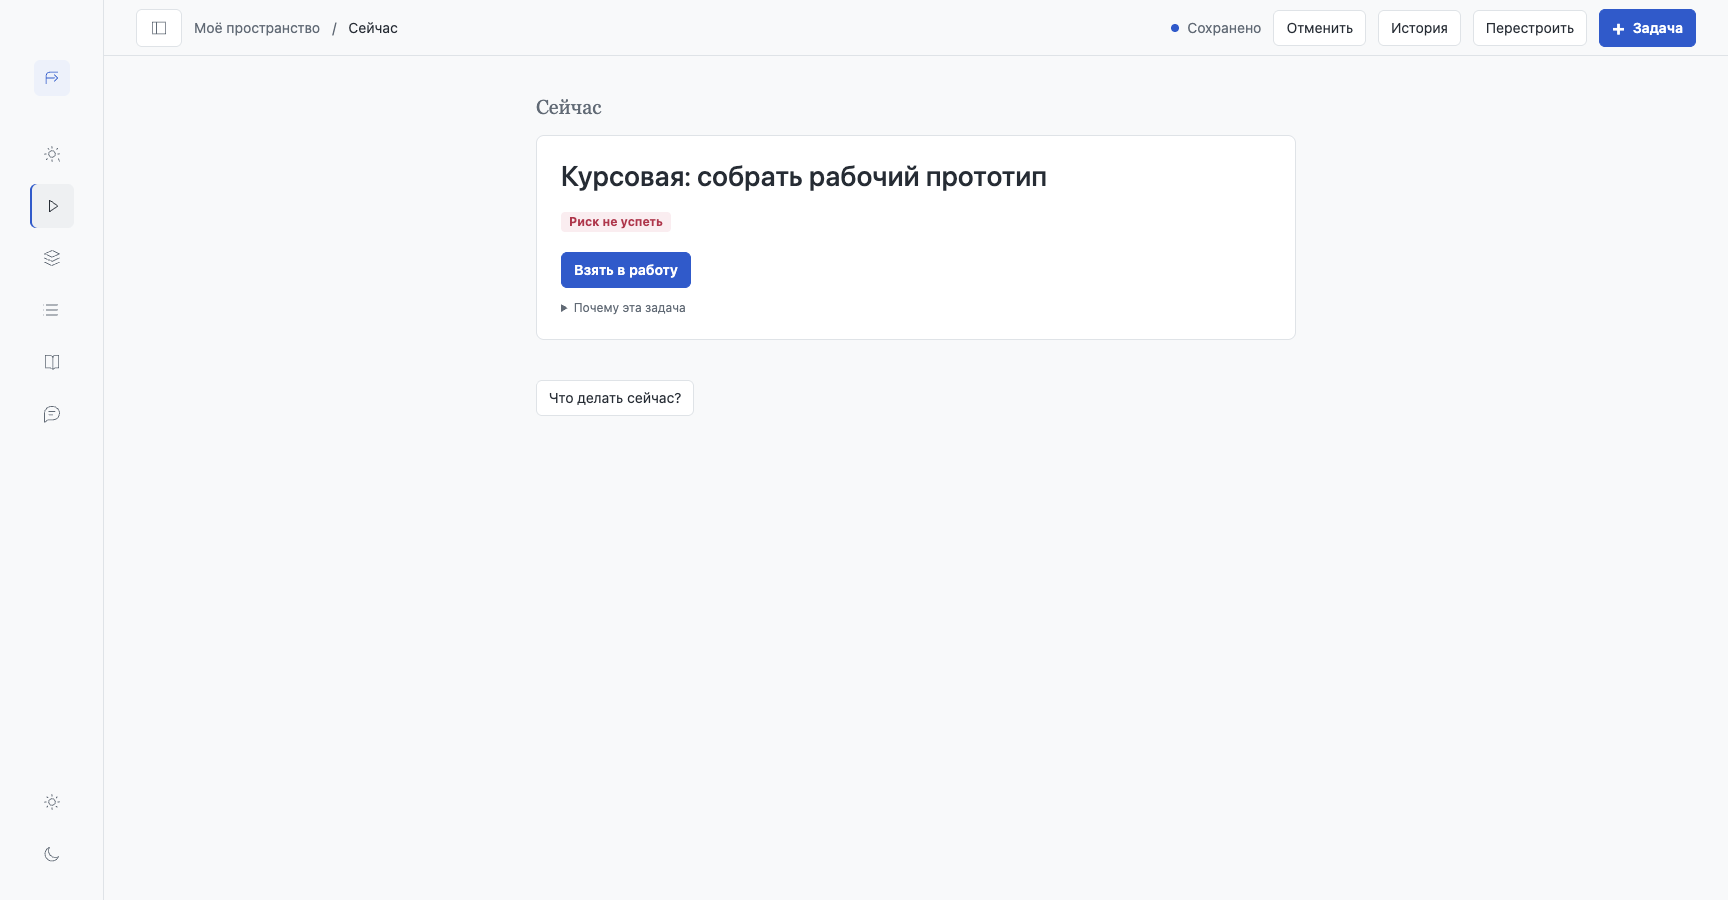 Моё пространство / Сейчас
Сохранено
Отменить
История
Перестроить
+ Задача
Сейчас
Курсовая: собрать рабочий прототип
Риск не успеть
Взять в работу
Почему эта задача
Что делать сейчас?